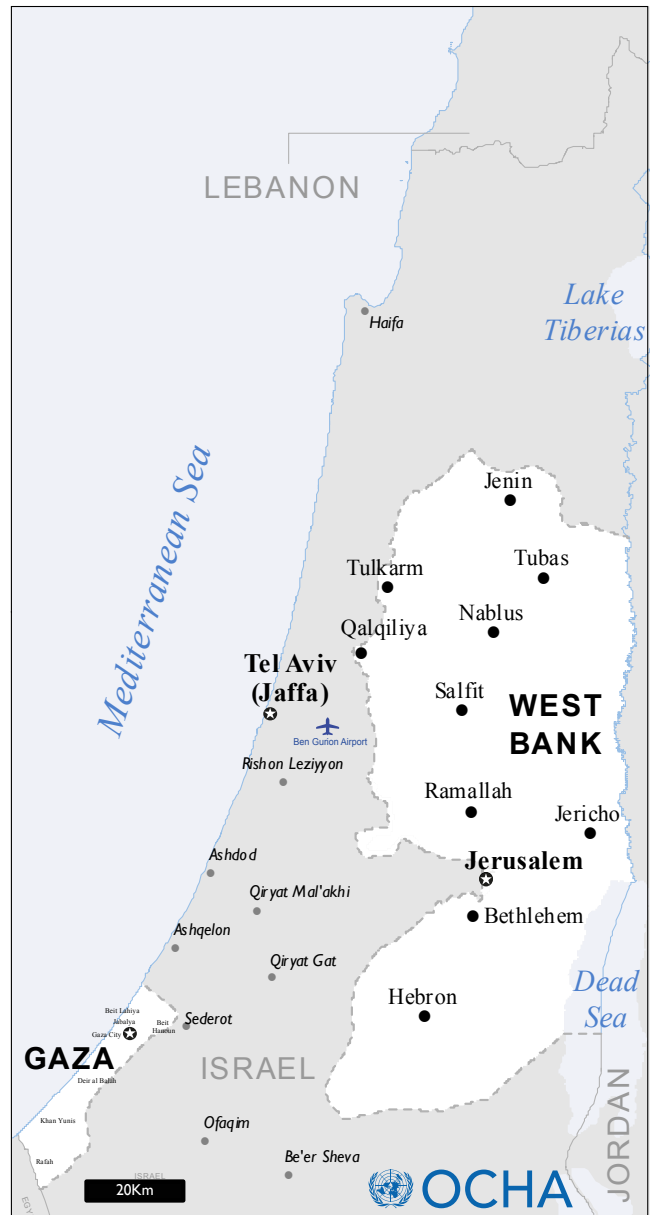 LEBANON
Lake
Tiberias
Haifa
Mediterranean Sea
Jenin
Tubas
Tulkarm
Nablus
Qalqiliya
Tel Aviv
(Jaffa)
Salfit
WEST
BANK
Ben Gurion Airport
Rishon Leziyyon
Ramallah
Jericho
Ashdod
Jerusalem
Qiryat Mal'akhi
Bethlehem
Ashqelon
Qiryat Gat
Dead
Sea
Hebron
Beit Lahiya
Jabalya
Beit
Hanoun
Gaza City
Sederot
GAZA
ISRAEL
Deir al Balah
Khan Yunis
Ofaqim
JORDAN
Rafah
Be'er Sheva
ISRAEL
20Km
OCHA